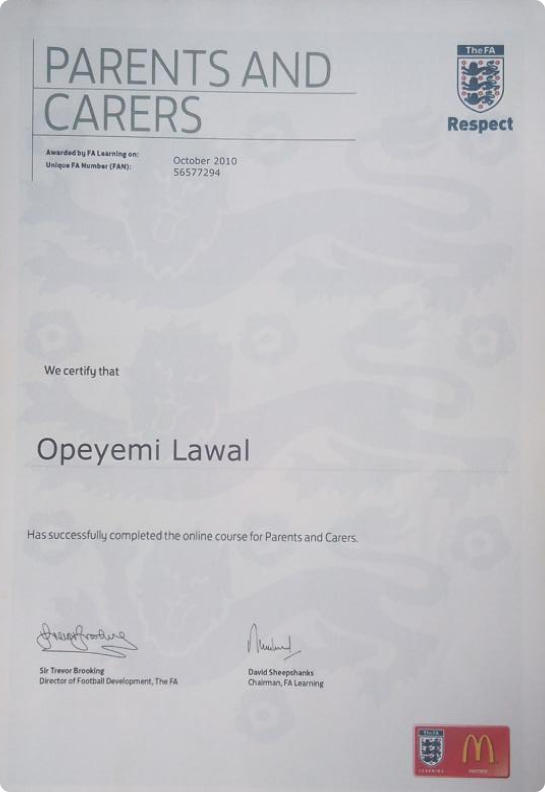 PARENTS AND
CARERS
The FA
Respect
Awarded by FA Learning on: October 2010
Unique FA Number (FAN): 56577294
We certify that
Opeyemi Lawal
Has successfully completed the online course for Parents and Carers.
Sir Trevor Brooking
Director of Football Development, The FA
David Sheepshanks
Chairman, FA Learning
The FA
LEARNING